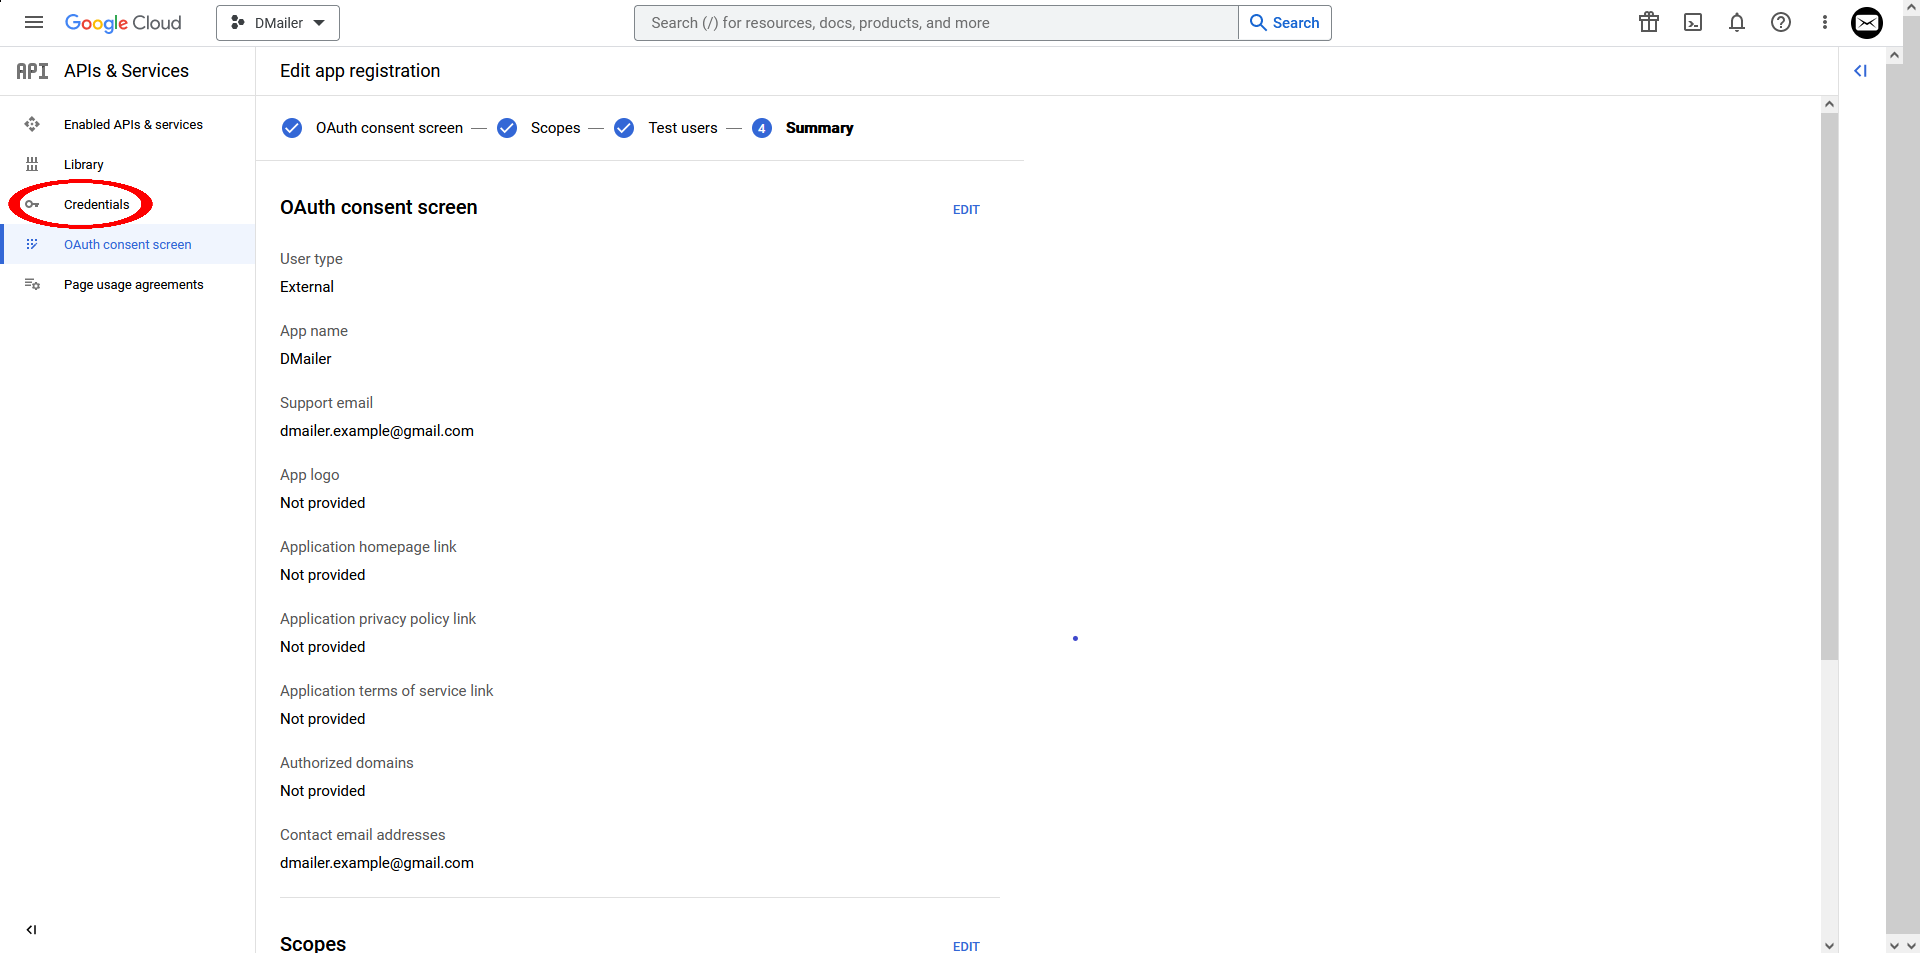 Google Cloud
DMailer
Search (/) for resources, docs, products, and more
Search
API
APIs & Services
Edit app registration
Enabled APIs & services
Library
Credentials
OAuth consent screen
Page usage agreements
OAuth consent screen — Scopes — Test users — 4 Summary
OAuth consent screen
EDIT
User type
External
App name
DMailer
Support email
dmailer.example@gmail.com
App logo
Not provided
Application homepage link
Not provided
Application privacy policy link
Not provided
Application terms of service link
Not provided
Authorized domains
Not provided
Contact email addresses
dmailer.example@gmail.com
Scopes
EDIT